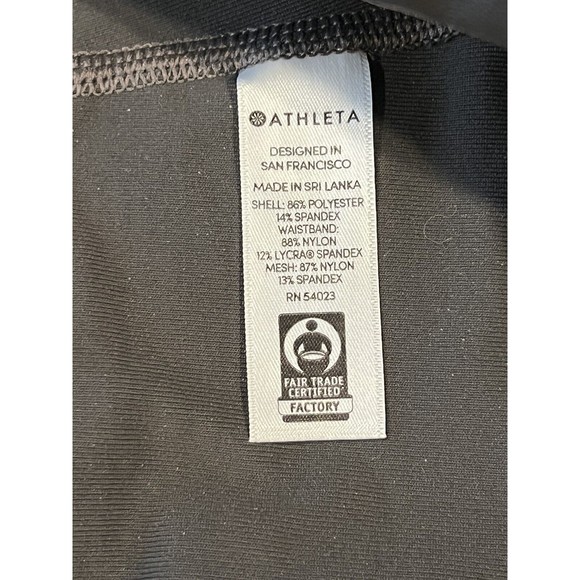 ATHLETA
DESIGNED IN
SAN FRANCISCO
MADE IN SRI LANKA
SHELL: 86% POLYESTER
14% SPANDEX
WAISTBAND:
88% NYLON
12% LYCRA® SPANDEX
MESH: 87% NYLON
13% SPANDEX
RN 54023
FAIR TRADE
CERTIFIED
FACTORY